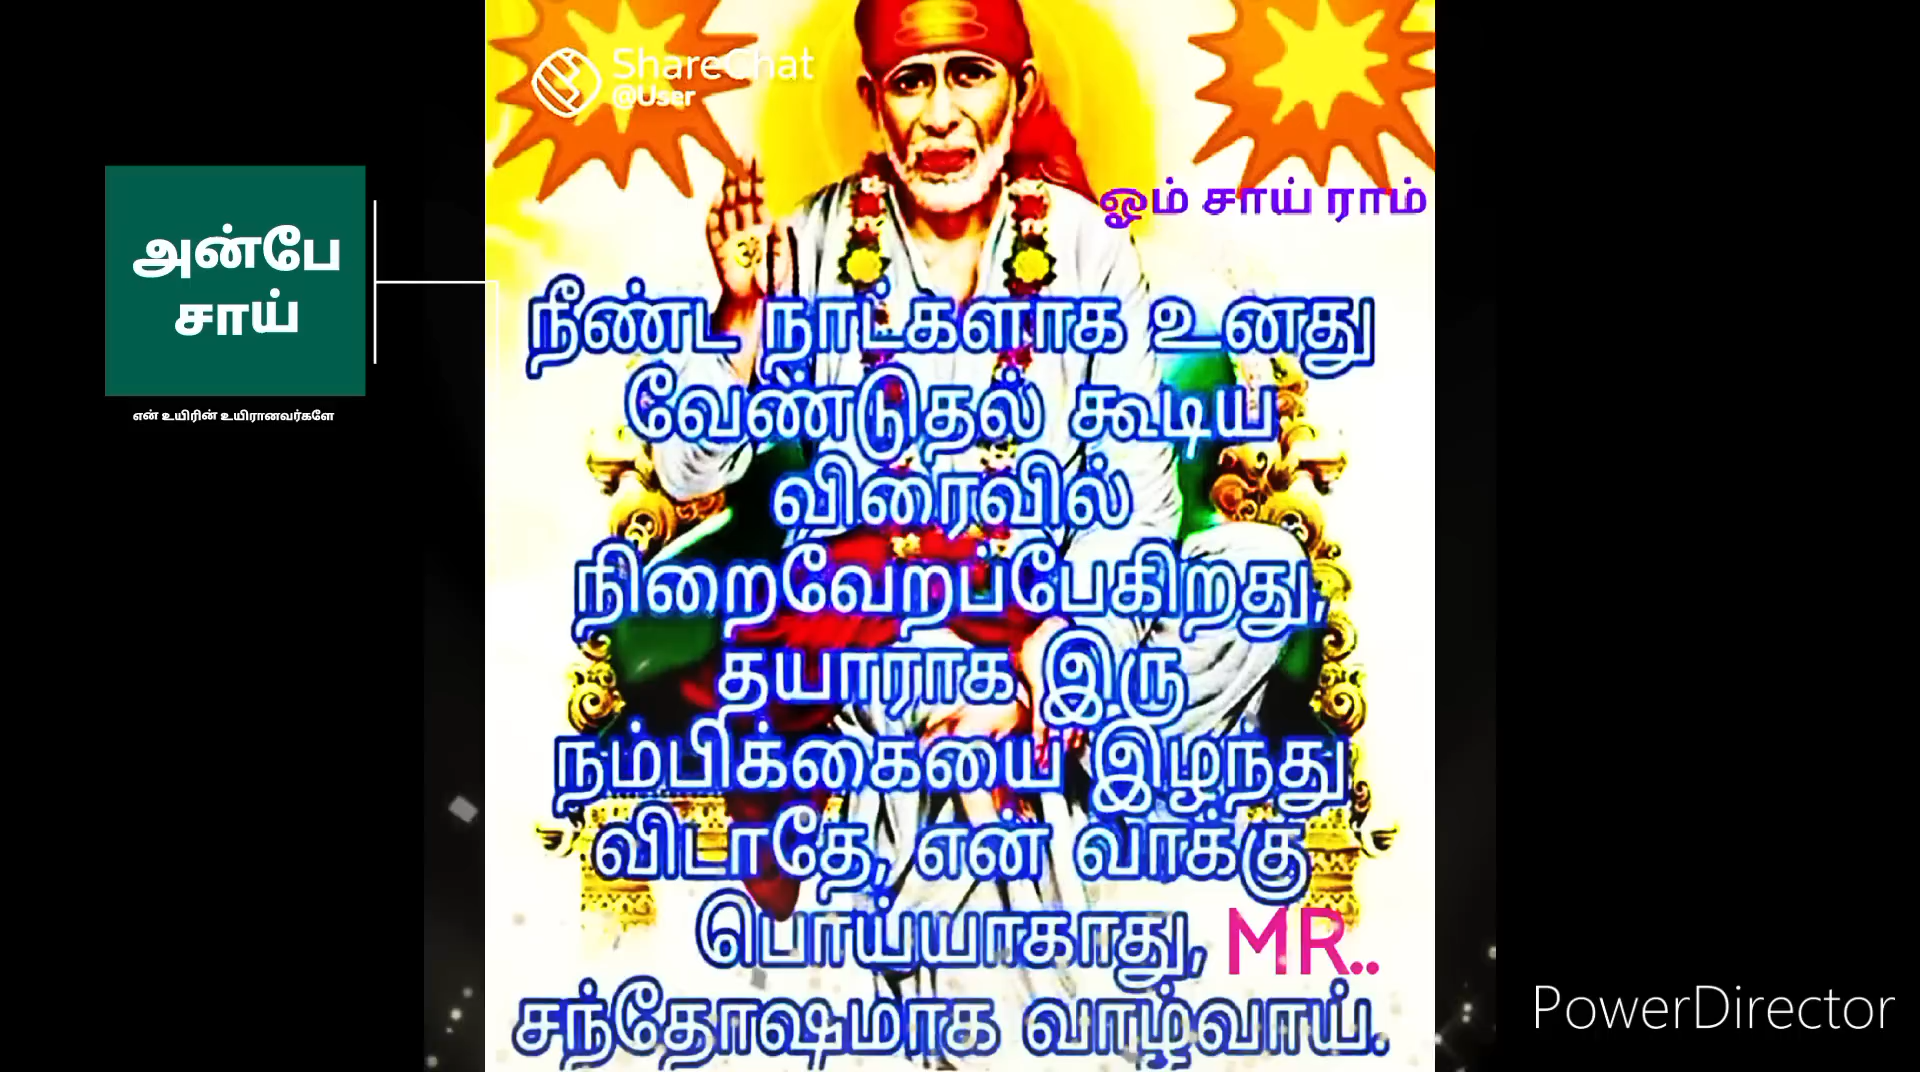 ShareChat
@User
அன்பே
சாய்
என் உயிரின் உயிரானவர்களே
ஓம் சாய் ராம்
நீண்ட நாட்களாக உனது
வேண்டுதல் கூடிய
விரைவில்
நிறைவேறப்பேகிறது,
தயாராக இரு
நம்பிக்கையை இழந்து
விடாதே, என் வாக்கு
பொய்யாகாது, MR..
சந்தோஷமாக வாழ்வாய்.
PowerDirector